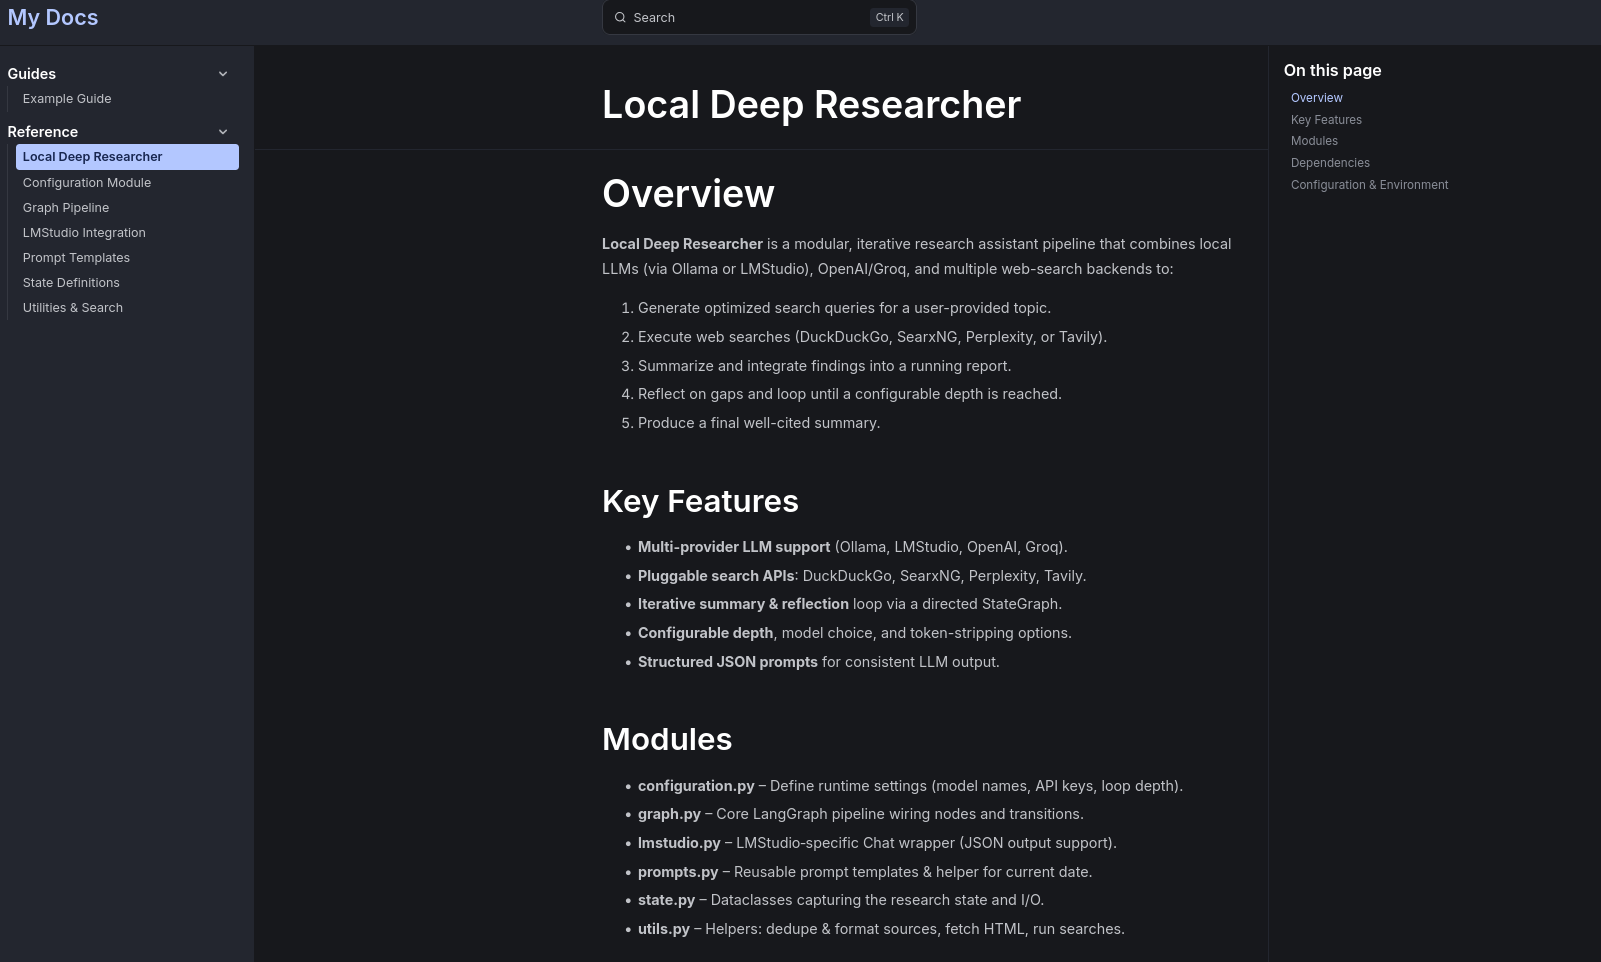 My Docs
Search
Ctrl K
Guides
Example Guide
Reference
Local Deep Researcher
Configuration Module
Graph Pipeline
LMStudio Integration
Prompt Templates
State Definitions
Utilities & Search
Local Deep Researcher
Overview
Local Deep Researcher is a modular, iterative research assistant pipeline that combines local
LLMs (via Ollama or LMStudio), OpenAI/Groq, and multiple web-search backends to:
1. Generate optimized search queries for a user-provided topic.
2. Execute web searches (DuckDuckGo, SearxNG, Perplexity, or Tavily).
3. Summarize and integrate findings into a running report.
4. Reflect on gaps and loop until a configurable depth is reached.
5. Produce a final well-cited summary.
Key Features
• Multi-provider LLM support (Ollama, LMStudio, OpenAI, Groq).
• Pluggable search APIs: DuckDuckGo, SearxNG, Perplexity, Tavily.
• Iterative summary & reflection loop via a directed StateGraph.
• Configurable depth, model choice, and token-stripping options.
• Structured JSON prompts for consistent LLM output.
Modules
• configuration.py – Define runtime settings (model names, API keys, loop depth).
• graph.py – Core LangGraph pipeline wiring nodes and transitions.
• lmstudio.py – LMStudio-specific Chat wrapper (JSON output support).
• prompts.py – Reusable prompt templates & helper for current date.
• state.py – Dataclasses capturing the research state and I/O.
• utils.py – Helpers: dedupe & format sources, fetch HTML, run searches.
On this page
Overview
Key Features
Modules
Dependencies
Configuration & Environment